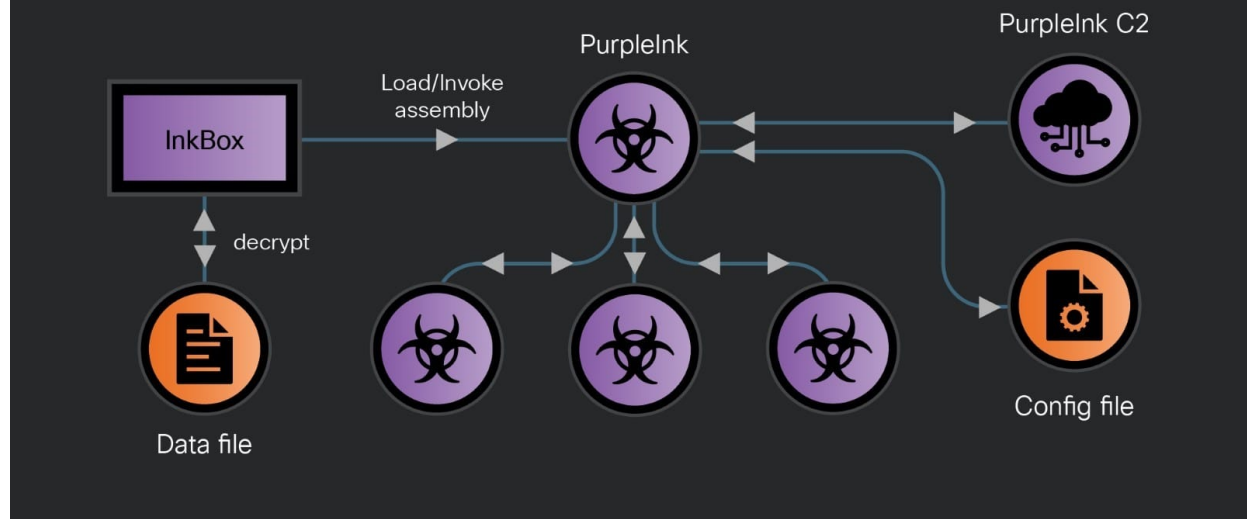 PurpleInk C2
PurpleInk
Load/Invoke
assembly
InkBox
decrypt
Data file
Config file